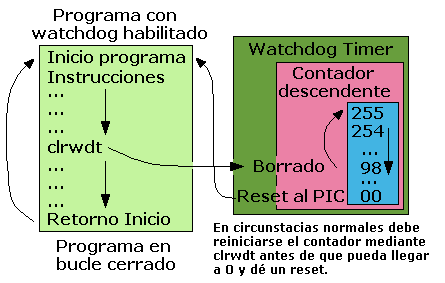 Programa con
watchdog habilitado
Inicio programa
Instrucciones
...
...
clrwdt
...
...
...
Retorno Inicio
Programa en
bucle cerrado
Watchdog Timer
Contador
descendente
255
254
...
98
...
00
Borrado
Reset al PIC
En circunstacias normales debe
reiniciarse el contador mediante
clrwdt antes de que pueda llegar
a 0 y dé un reset.